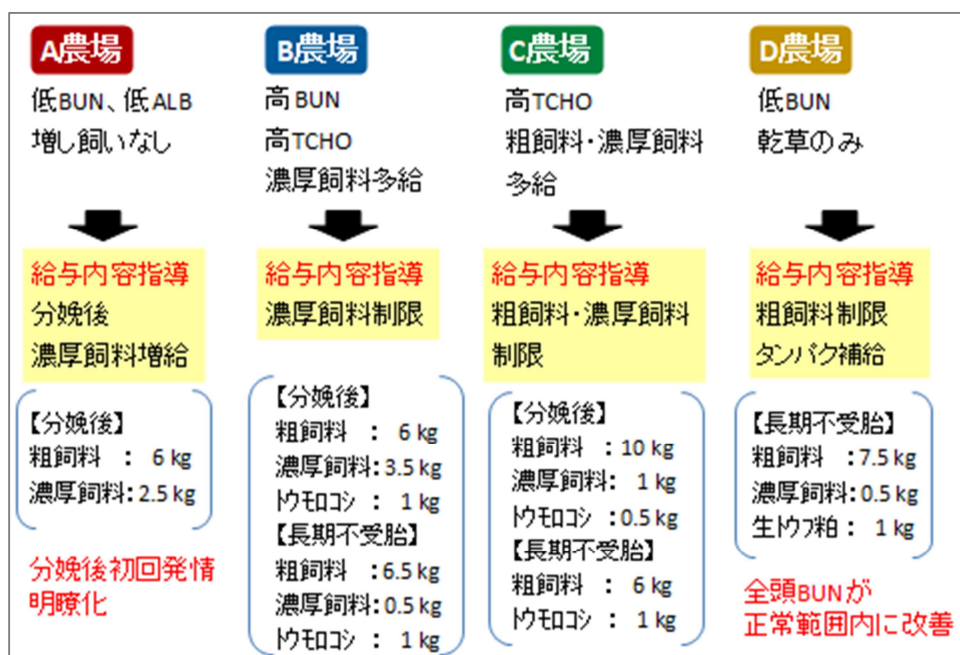 A農場
低BUN、低ALB
増し飼いなし
給与内容指導
分娩後
濃厚飼料増給
【分娩後】
粗飼料 : 6 kg
濃厚飼料:2.5 kg
分娩後初回発情
明瞭化
B農場
高BUN
高TCHO
濃厚飼料多給
給与内容指導
濃厚飼料制限
【分娩後】
粗飼料 : 6 kg
濃厚飼料:3.5 kg
トウモロコシ : 1 kg
【長期不受胎】
粗飼料 :6.5 kg
濃厚飼料:0.5 kg
トウモロコシ : 1 kg
C農場
高TCHO
粗飼料・濃厚飼料
多給
給与内容指導
粗飼料・濃厚飼料
制限
【分娩後】
粗飼料 : 10 kg
濃厚飼料: 1 kg
トウモロコシ :0.5 kg
【長期不受胎】
粗飼料 : 6 kg
トウモロコシ : 1 kg
D農場
低BUN
乾草のみ
給与内容指導
粗飼料制限
タンパク補給
【長期不受胎】
粗飼料 :7.5 kg
濃厚飼料:0.5 kg
生トウフ粕 : 1 kg
全頭BUNが
正常範囲内に改善